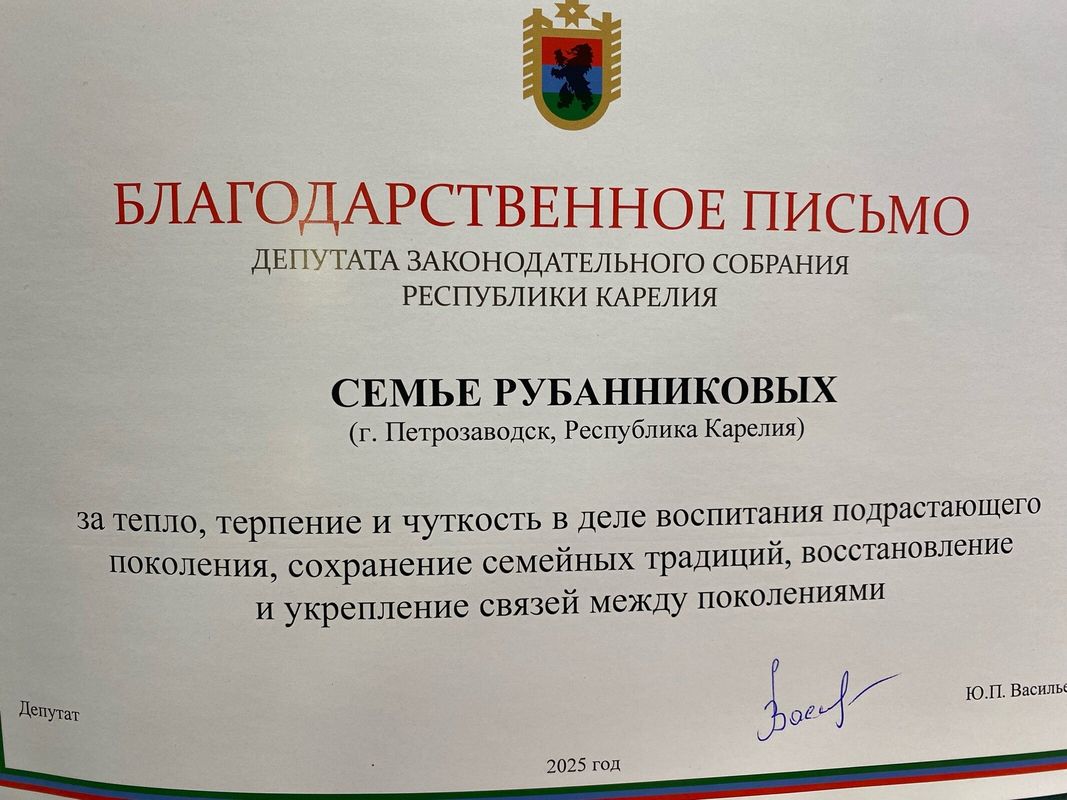 БЛАГОДАРСТВЕННОЕ ПИСЬМО
ДЕПУТАТА ЗАКОНОДАТЕЛЬНОГО СОБРАНИЯ
РЕСПУБЛИКИ КАРЕЛИЯ
СЕМЬЕ РУБАННИКОВЫХ
(г. Петрозаводск, Республика Карелия)
за тепло, терпение и чуткость в деле воспитания подрастающего
поколения, сохранение семейных традиций, восстановление
и укрепление связей между поколениями
Депутат
Ю.П.
2025 год